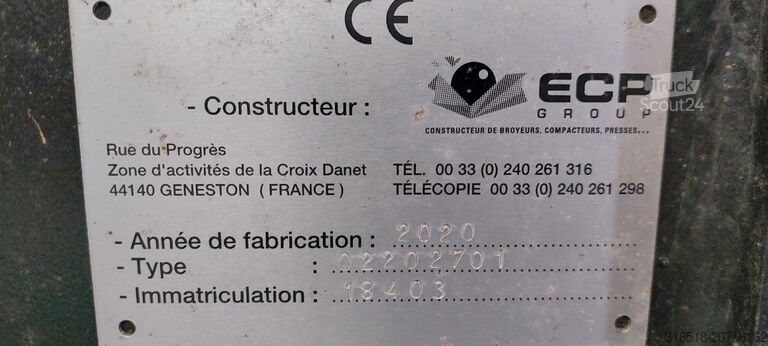 CE
ECP
GROUP
CONSTRUCTEUR DE BROYEURS, COMPACTEURS, PRESSES...
- Constructeur :
Rue du Progrès
Zone d'activités de la Croix Danet
44140 GENESTON ( FRANCE )
TÉL. 00 33 (0) 240 261 316
TÉLÉCOPIE 00 33 (0) 240 261 298
- Année de fabrication : 2020
- Type : 02202701
- Immatriculation : 18403
Truck
Scout24